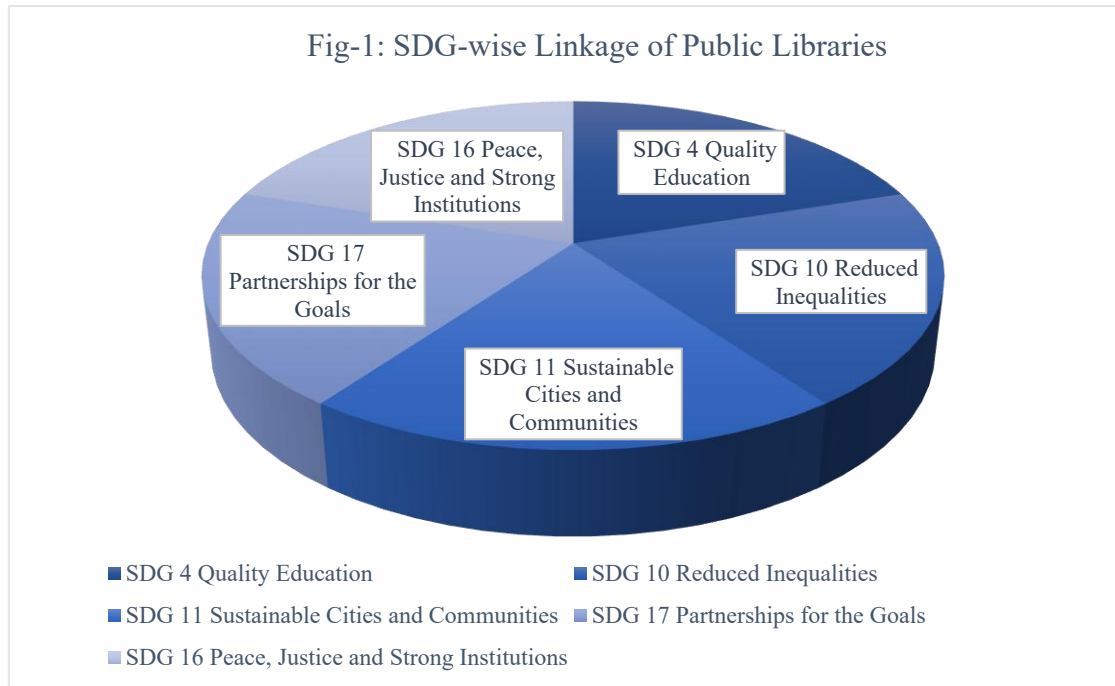 Fig-1: SDG-wise Linkage of Public Libraries
SDG 16 Peace,
Justice and Strong
Institutions
SDG 4 Quality
Education
SDG 17
Partnerships for the
Goals
SDG 10 Reduced
Inequalities
SDG 11 Sustainable
Cities and
Communities
SDG 4 Quality Education
SDG 10 Reduced Inequalities
SDG 11 Sustainable Cities and Communities
SDG 17 Partnerships for the Goals
SDG 16 Peace, Justice and Strong Institutions